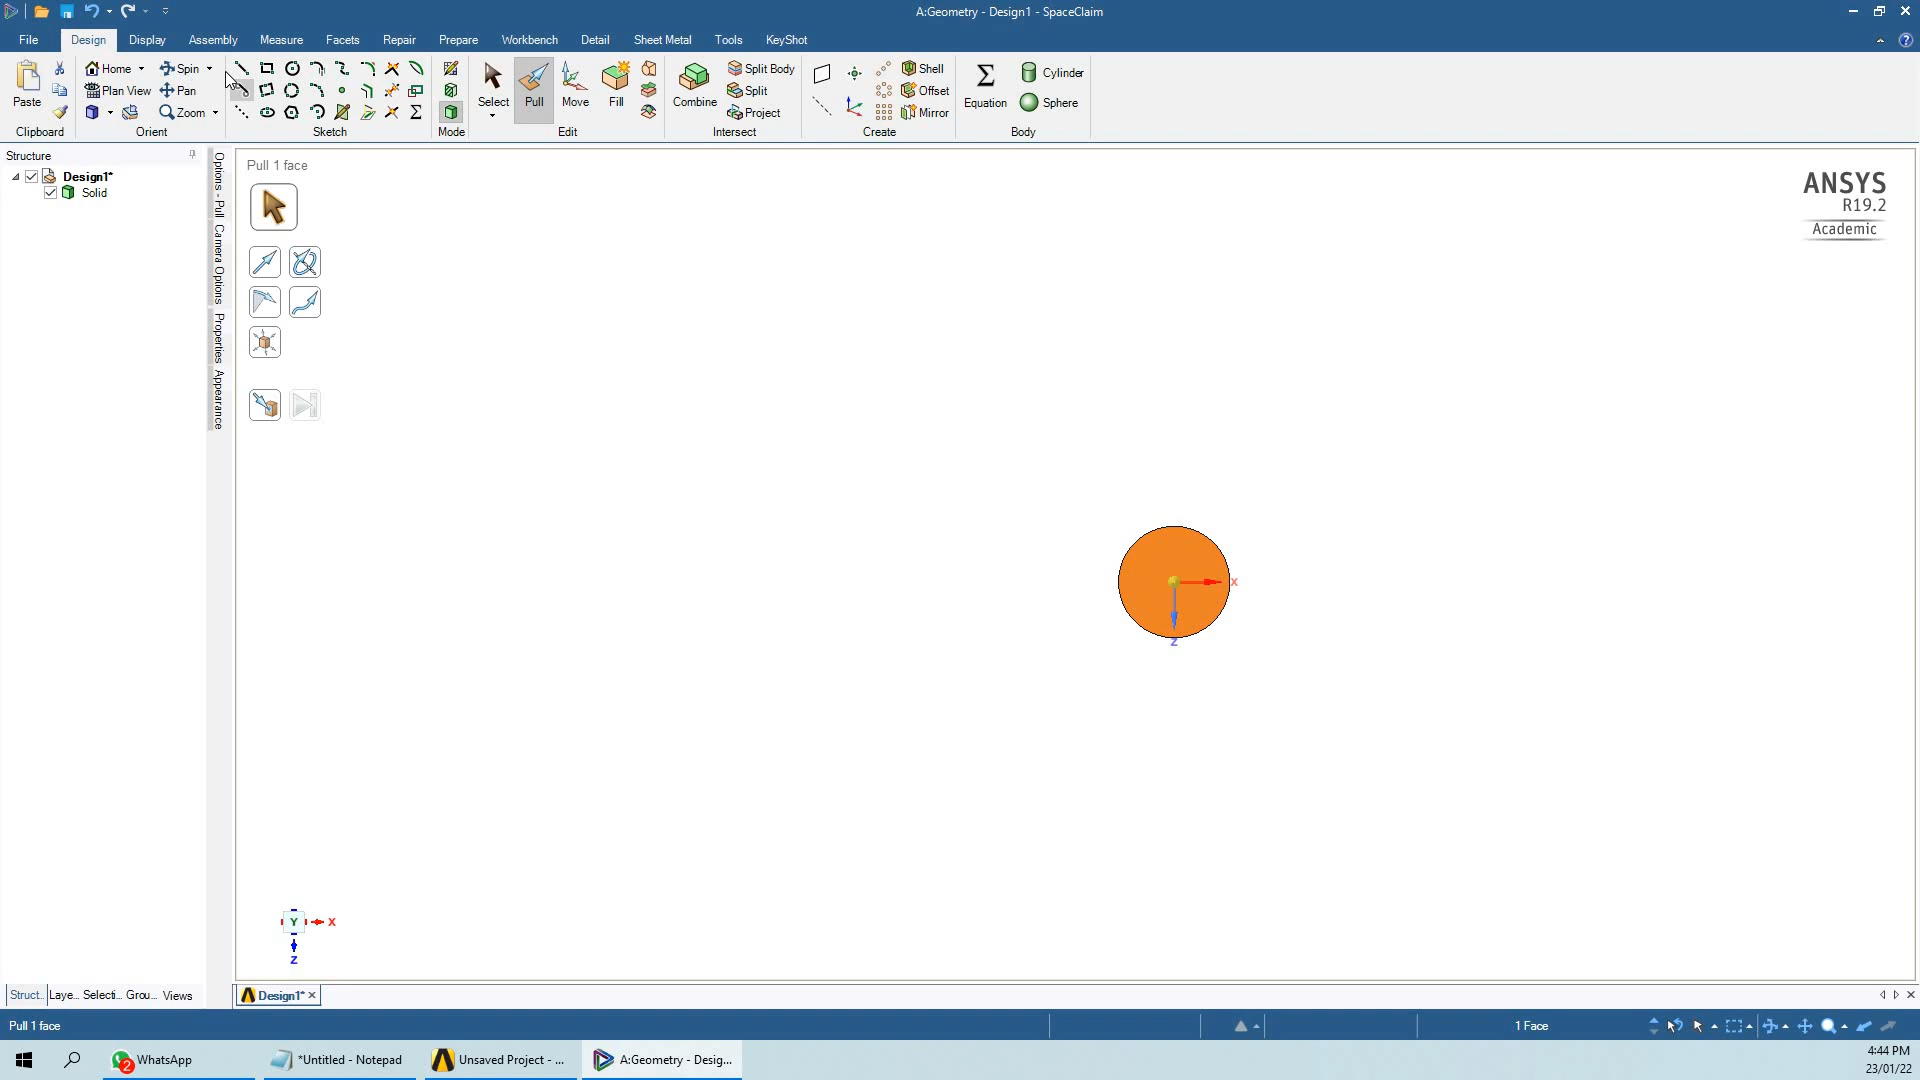 A:Geometry - Design1 - SpaceClaim
File Design Display Assembly Measure Facets Repair Prepare Workbench Detail Sheet Metal Tools KeyShot
Paste
Clipboard
Home Spin
Plan View Pan
Zoom
Orient
Sketch
Mode
Select Pull Move Fill
Edit
Combine
Split Body
Split
Project
Intersect
Shell
Offset
Mirror
Create
Equation
Cylinder
Sphere
Body
Structure
Design1*
Solid
Options - Pull
Camera Options
Properties
Appearance
Pull 1 face
ANSYS
R19.2
Academic
X
Z
Y X
Z
Struct... Laye... Selecti... Grou... Views
Design1*
Pull 1 face
1 Face
2
WhatsApp
*Untitled - Notepad
Unsaved Project - ...
A:Geometry - Desig...
4:44 PM
23/01/22